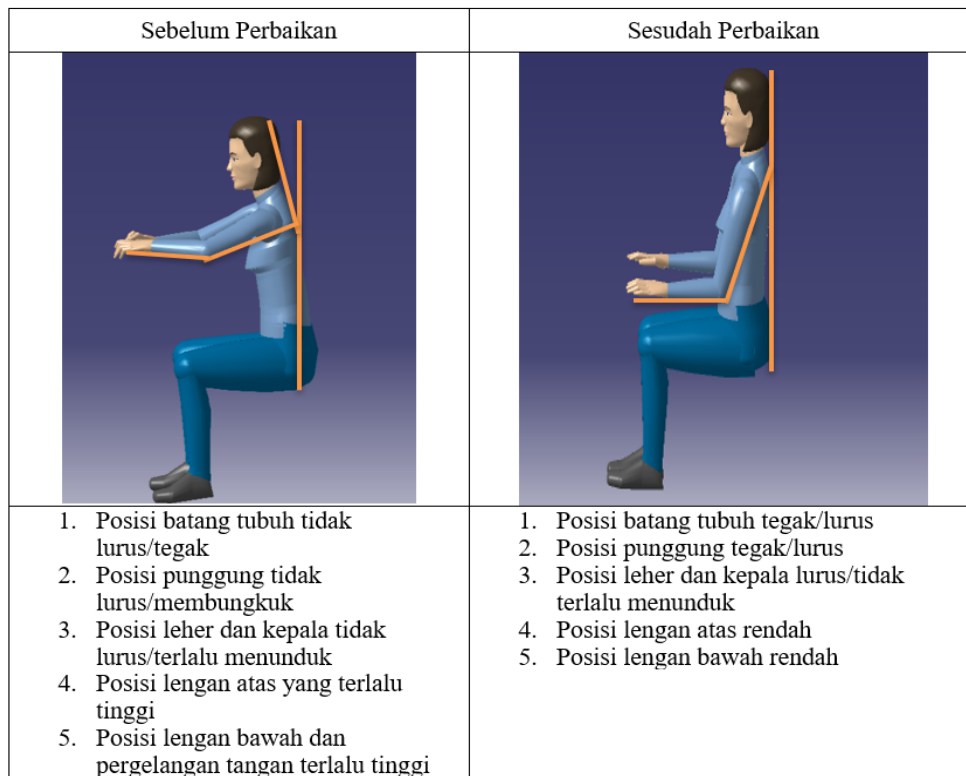 Sebelum Perbaikan
Sesudah Perbaikan
1. Posisi batang tubuh tidak
lurus/tegak
2. Posisi punggung tidak
lurus/membungkuk
3. Posisi leher dan kepala tidak
lurus/terlalu menunduk
4. Posisi lengan atas yang terlalu
tinggi
5. Posisi lengan bawah dan
pergelangan tangan terlalu tinggi
1. Posisi batang tubuh tegak/lurus
2. Posisi punggung tegak/lurus
3. Posisi leher dan kepala lurus/tidak
terlalu menunduk
4. Posisi lengan atas rendah
5. Posisi lengan bawah rendah